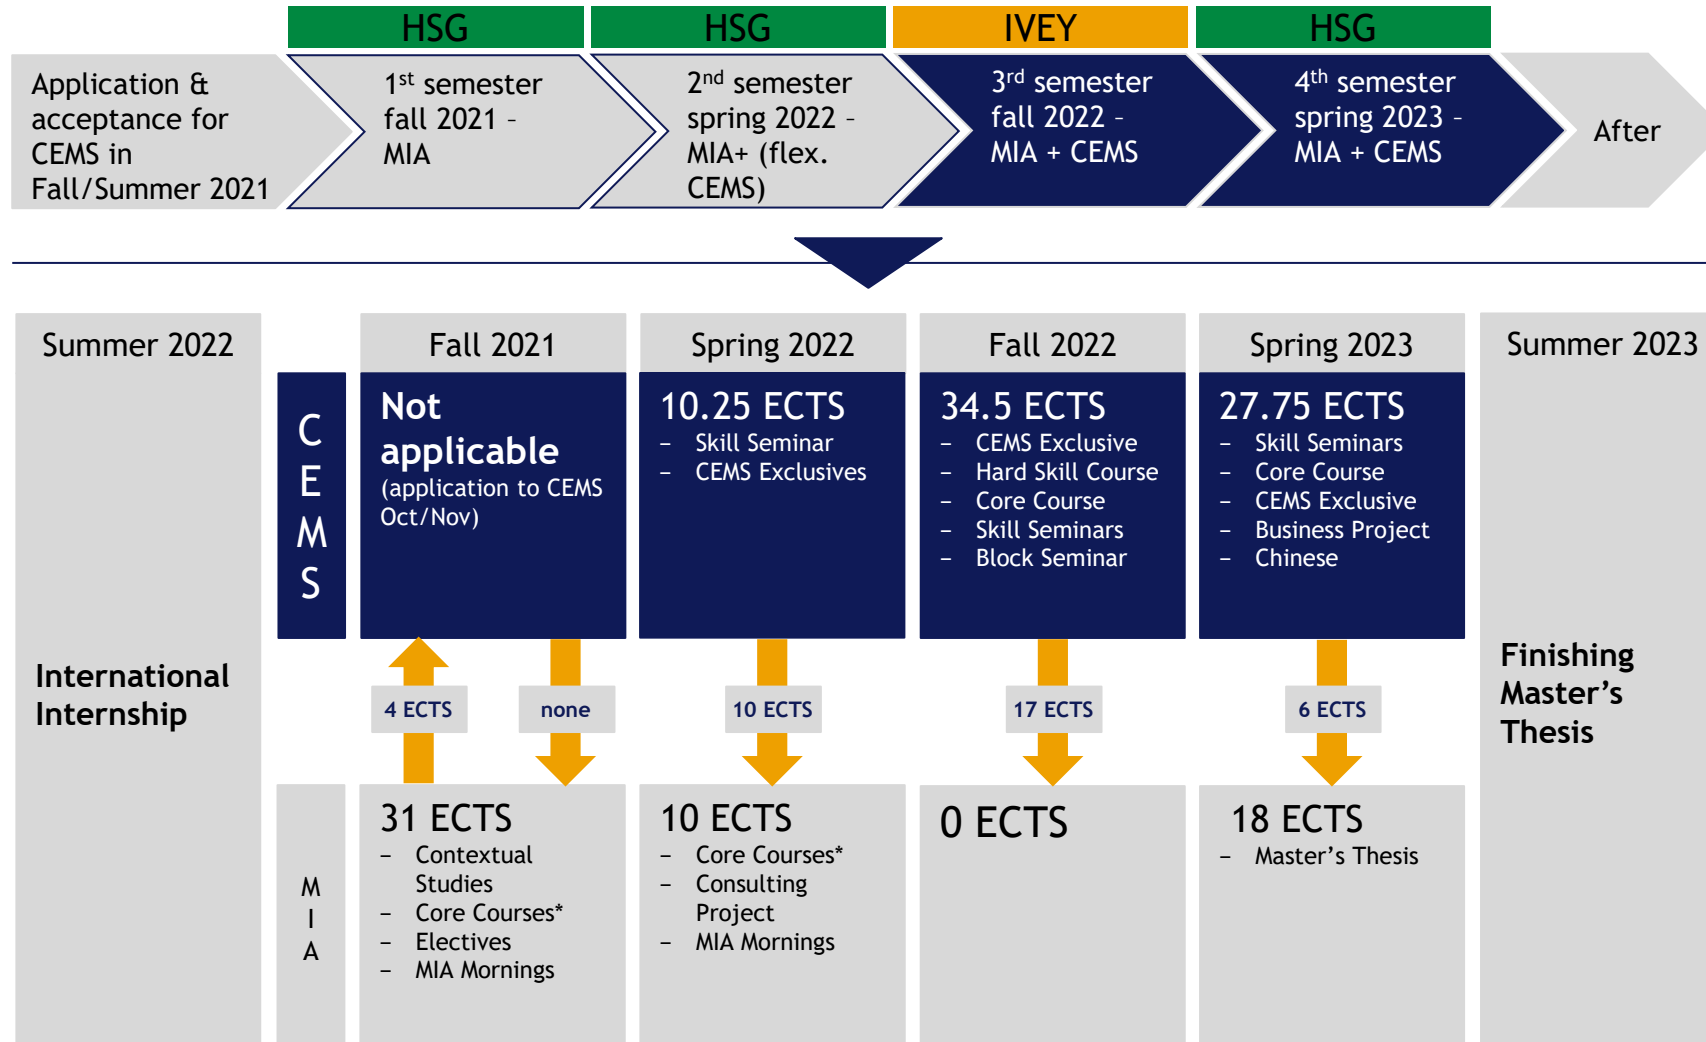 HSG
HSG
IVEY
HSG
Application &
acceptance for
CEMS in
Fall/Summer 2021
1st semester
fall 2021 –
MIA
2nd semester
spring 2022 –
MIA+ (flex.
CEMS)
3rd semester
fall 2022 –
MIA + CEMS
4th semester
spring 2023 –
MIA + CEMS
After
Summer 2022
International
Internship
Fall 2021
Spring 2022
Fall 2022
Spring 2023
C
E
M
S
Not
applicable
(application to CEMS
Oct/Nov)
10.25 ECTS
– Skill Seminar
– CEMS Exclusives
34.5 ECTS
– CEMS Exclusive
– Hard Skill Course
– Core Course
– Skill Seminars
– Block Seminar
27.75 ECTS
– Skill Seminars
– Core Course
– CEMS Exclusive
– Business Project
– Chinese
4 ECTS
none
10 ECTS
17 ECTS
6 ECTS
M
I
A
31 ECTS
– Contextual
Studies
– Core Courses*
– Electives
– MIA Mornings
10 ECTS
– Core Courses*
– Consulting
Project
– MIA Mornings
0 ECTS
18 ECTS
– Master’s Thesis
Summer 2023
Finishing
Master’s
Thesis